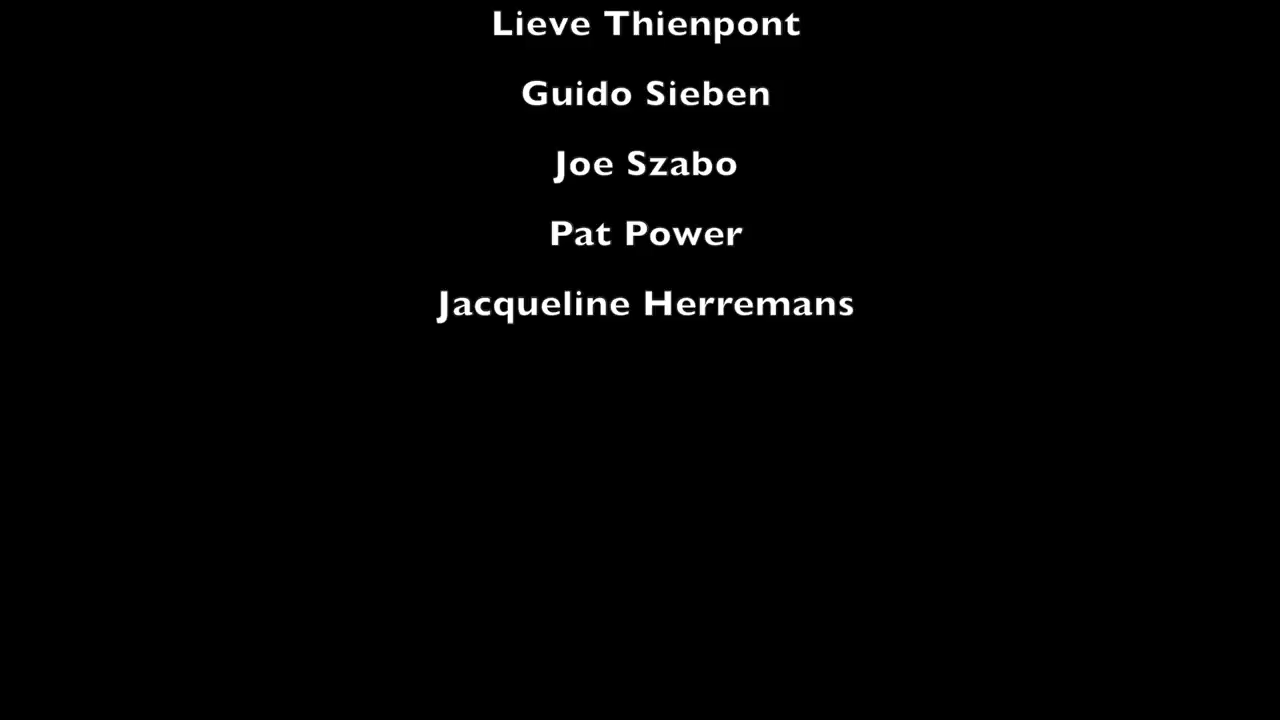 Lieve Thienpont
Guido Sieben
Joe Szabo
Pat Power
Jacqueline Herremans